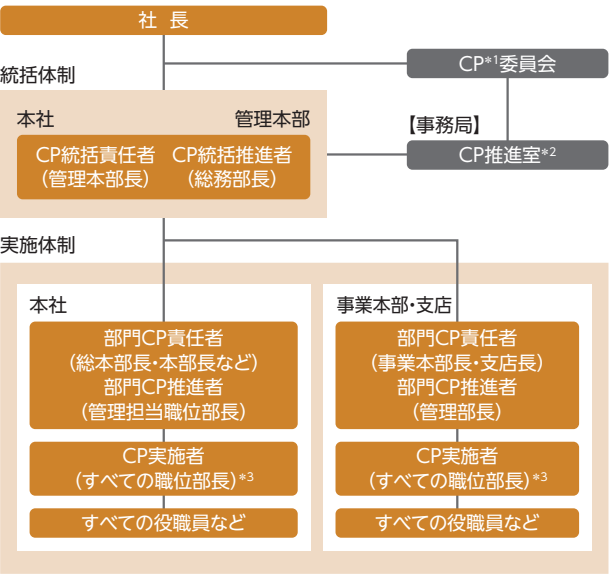 社 長
CP*1委員会
統括体制
本社
管理本部
【事務局】
CP統括責任者
(管理本部長)
CP統括推進者
(総務部長)
CP推進室*2
実施体制
本社
部門CP責任者
(総本部長・本部長など)
部門CP推進者
(管理担当職位部長)
CP実施者
(すべての職位部長)*3
すべての役職員など
事業本部・支店
部門CP責任者
(事業本部長・支店長)
部門CP推進者
(管理部長)
CP実施者
(すべての職位部長)*3
すべての役職員など